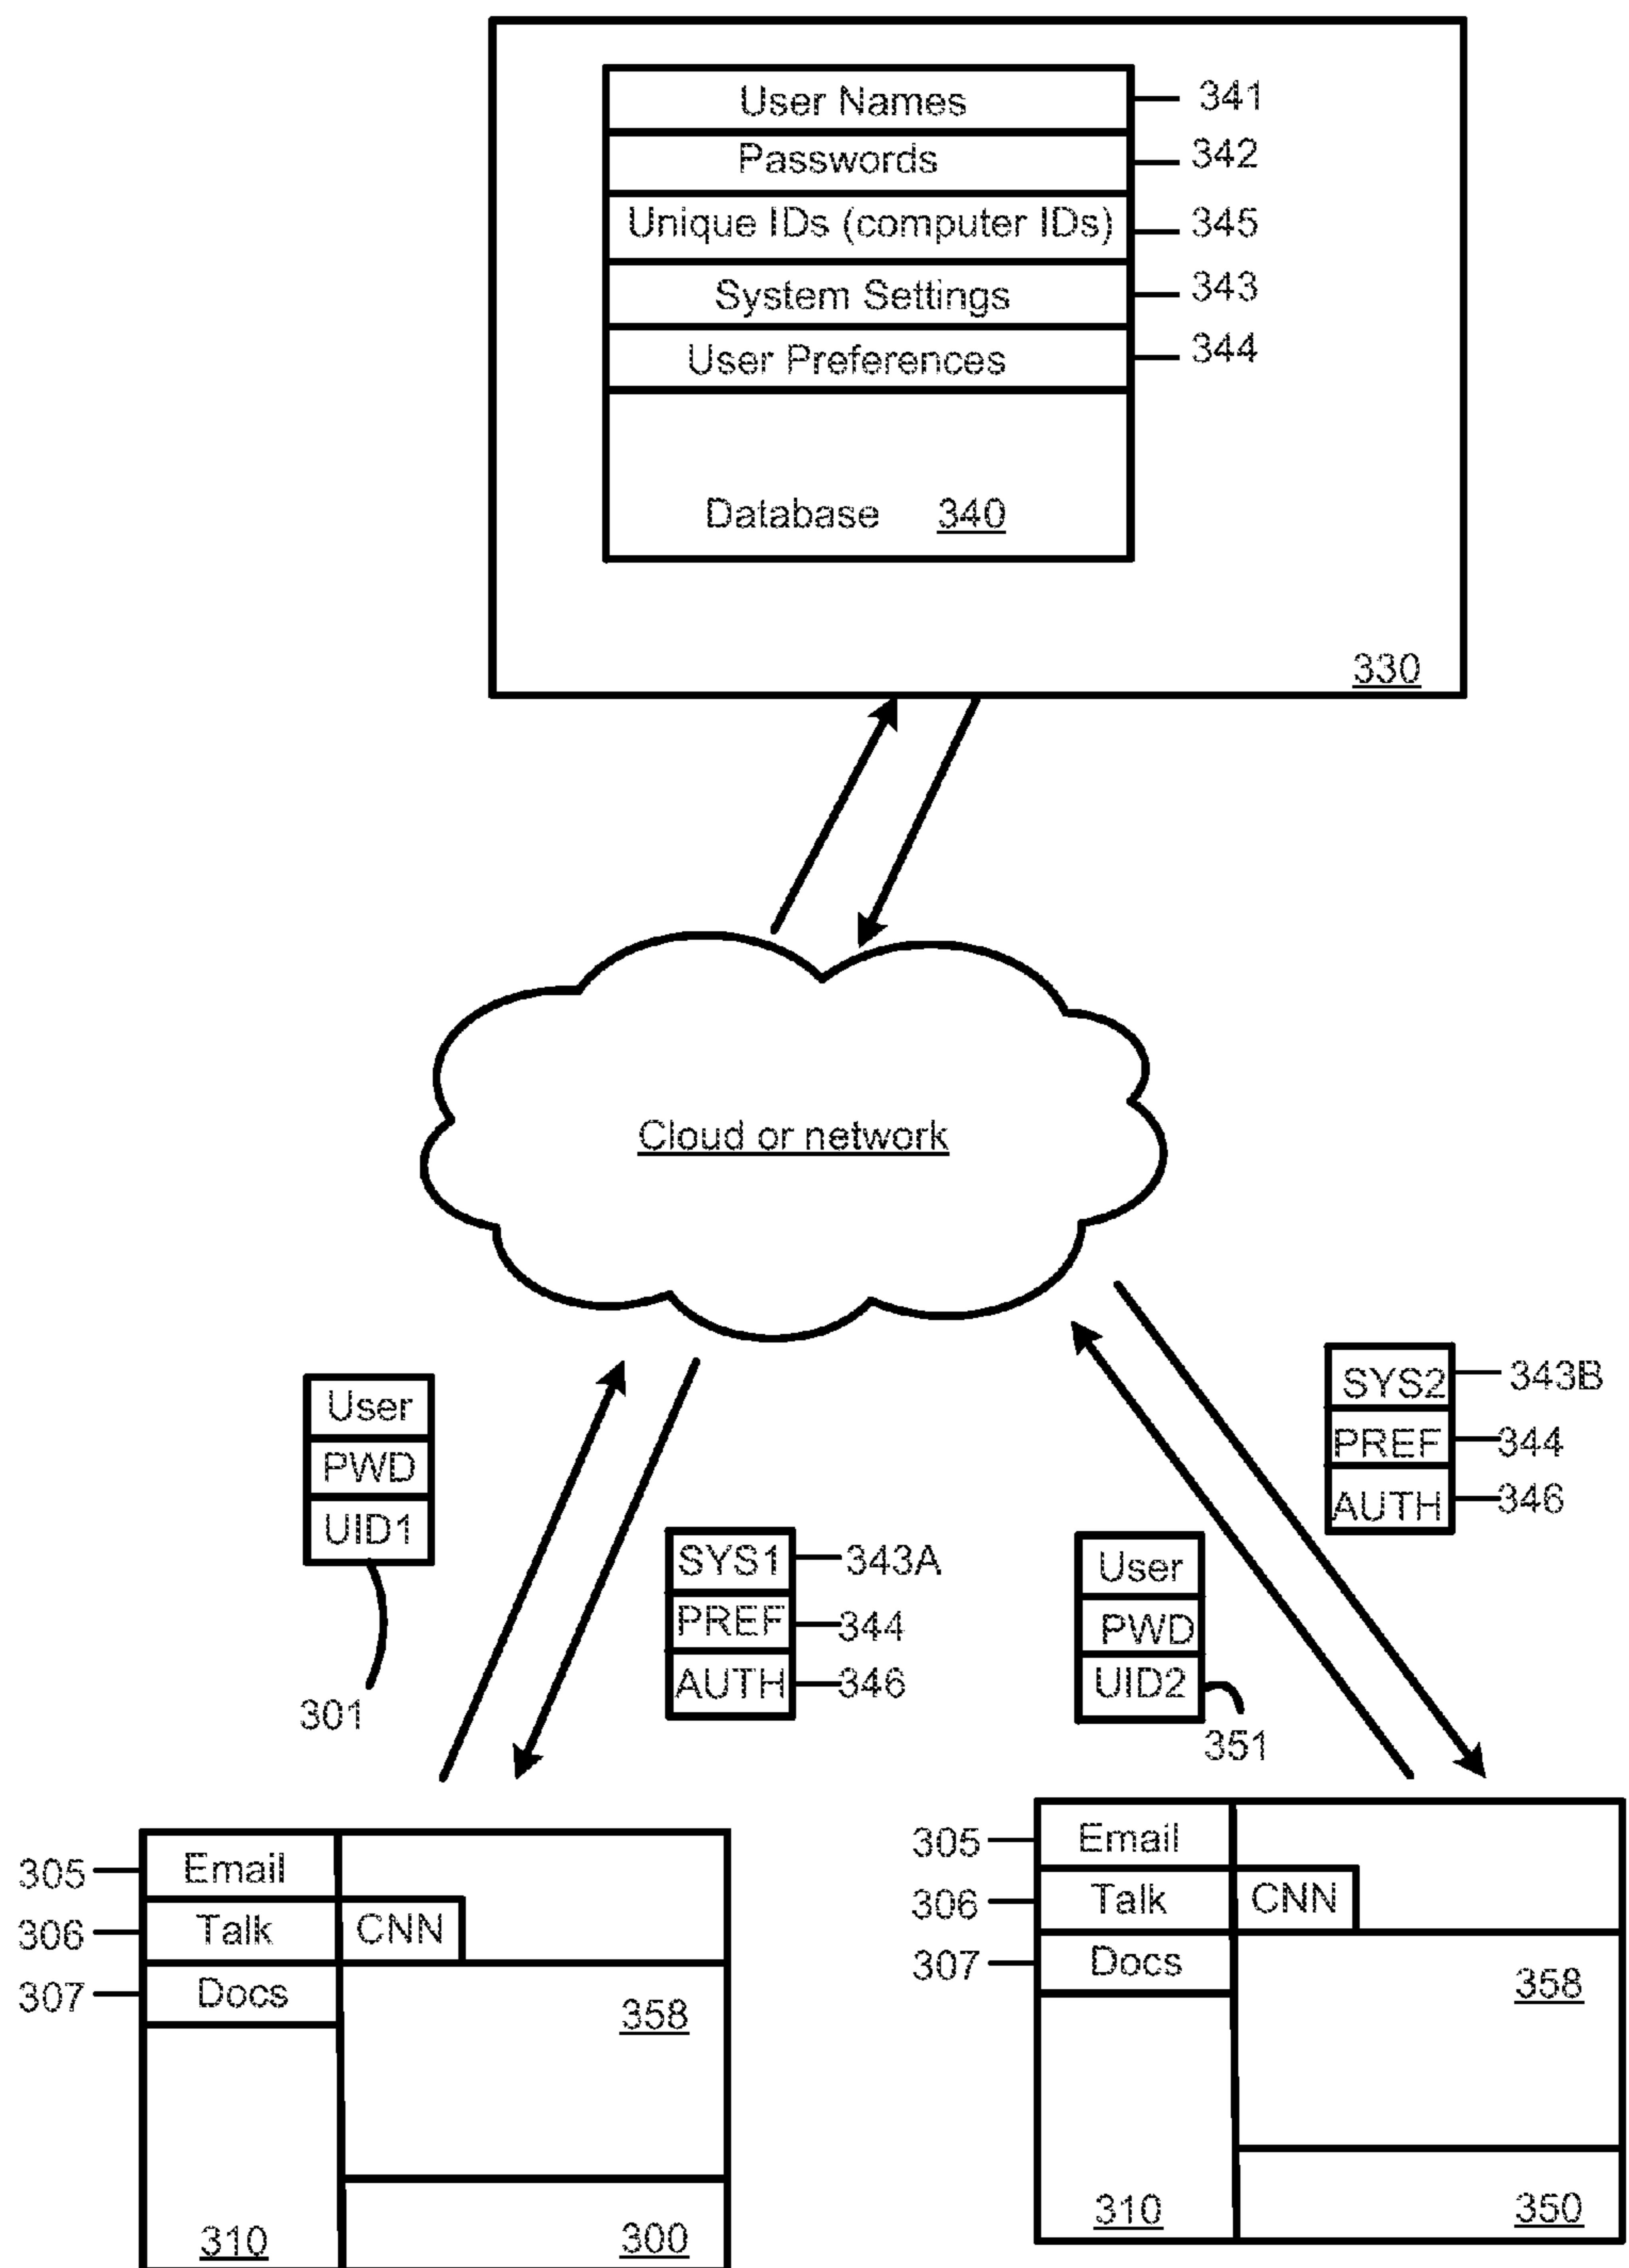 User Names 341
Passwords 342
Unique IDs (computer IDs) 345
System Settings 343
User Preferences 344
Database 340
330
Cloud or network
User
PWD
UID1
301
SYS1 343A
PREF 344
AUTH 346
User
PWD
UID2
351
SYS2 343B
PREF 344
AUTH 346
305 Email
306 Talk CNN
307 Docs
358
310
300
305 Email
306 Talk CNN
307 Docs
358
310
350